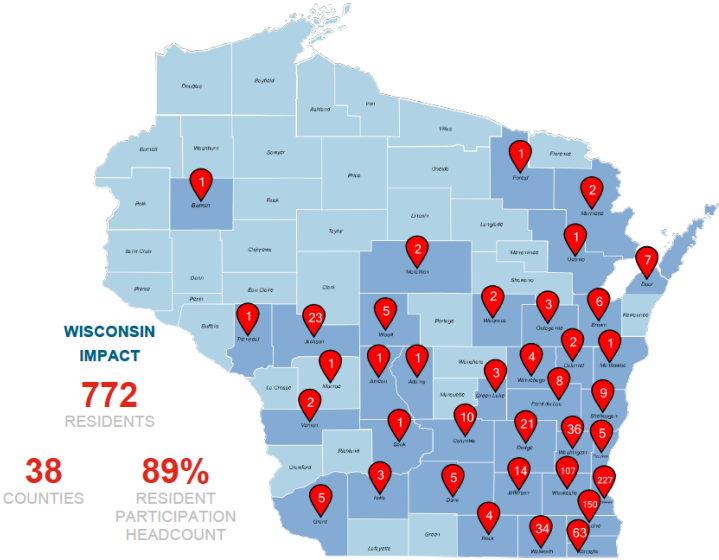 Douglas
Bayfield
Ashland
Iron
Vilas
Burnett
Washburn
Sawyer
Price
Oneida
1
Forest
Florence
2
Marinette
Polk
1
Barron
Rusk
Lincoln
Langlade
Taylor
Saint Croix
Dunn
Chippewa
2
Marathon
Menominee
1
Oconto
7
Door
Pierce
Pepin
Eau Claire
Clark
Shawano
Buffalo
1
23
Jackson
5
Wood
Portage
2
Waupaca
3
Outagamie
6
Brown
Kewaunee
WISCONSIN
IMPACT
La Crosse
1
Monroe
1
Juneau
1
Adams
Waushara
4
Winnebago
2
Calumet
1
Manitowoc
772
RESIDENTS
2
Vernon
Marquette
3
Green Lake
8
Fond du Lac
9
Sheboygan
Crawford
Richland
1
Sauk
10
Columbia
21
Dodge
36
Washington
5
38
COUNTIES
89%
RESIDENT
PARTICIPATION
HEADCOUNT
5
Grant
3
Iowa
5
Dane
14
Jefferson
107
Waukesha
227
150
Lafayette
Green
4
Rock
34
Walworth
63